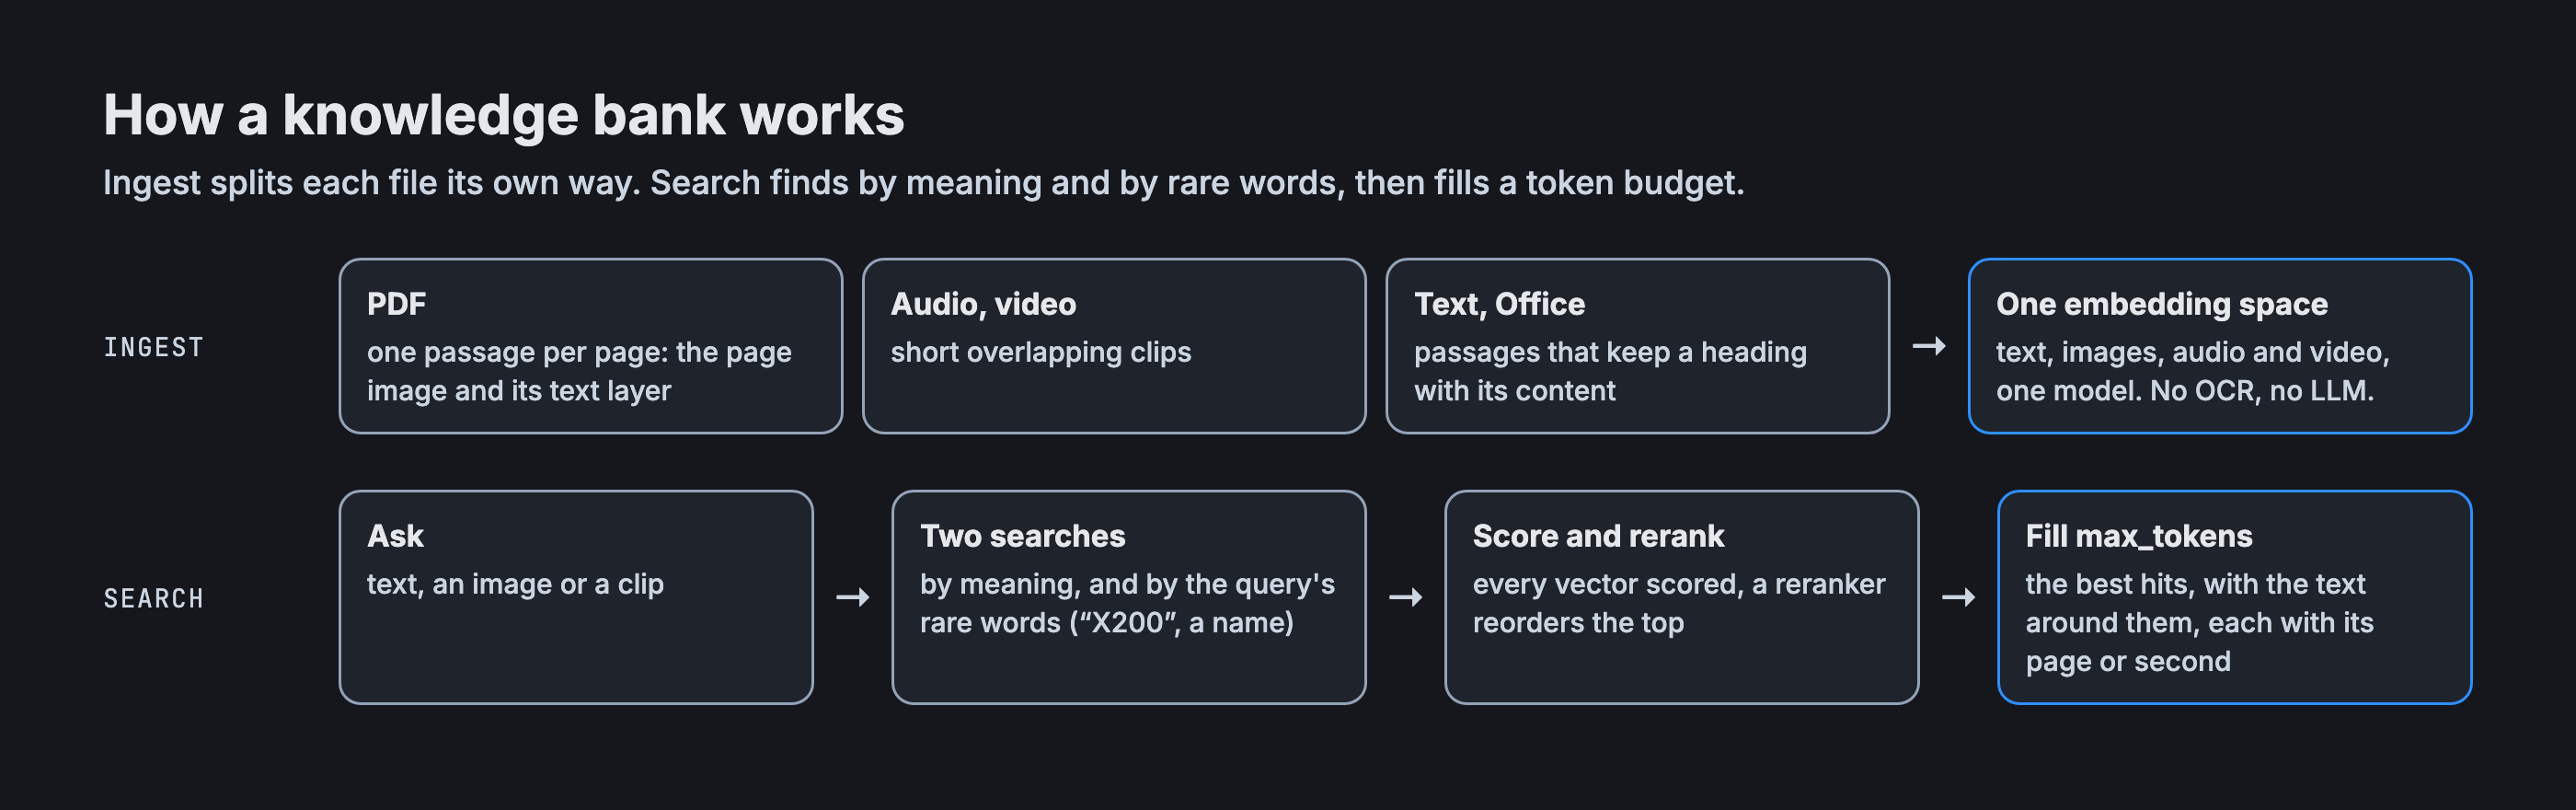 How a knowledge bank works
Ingest splits each file its own way. Search finds by meaning and by rare words, then fills a token budget.
INGEST
PDF
one passage per page: the page
image and its text layer
Audio, video
short overlapping clips
Text, Office
passages that keep a heading
with its content
→
One embedding space
text, images, audio and video,
one model. No OCR, no LLM.
SEARCH
Ask
text, an image or a clip
→
Two searches
by meaning, and by the query's
rare words (“X200”, a name)
→
Score and rerank
every vector scored, a reranker
reorders the top
→
Fill max_tokens
the best hits, with the text
around them, each with its
page or second